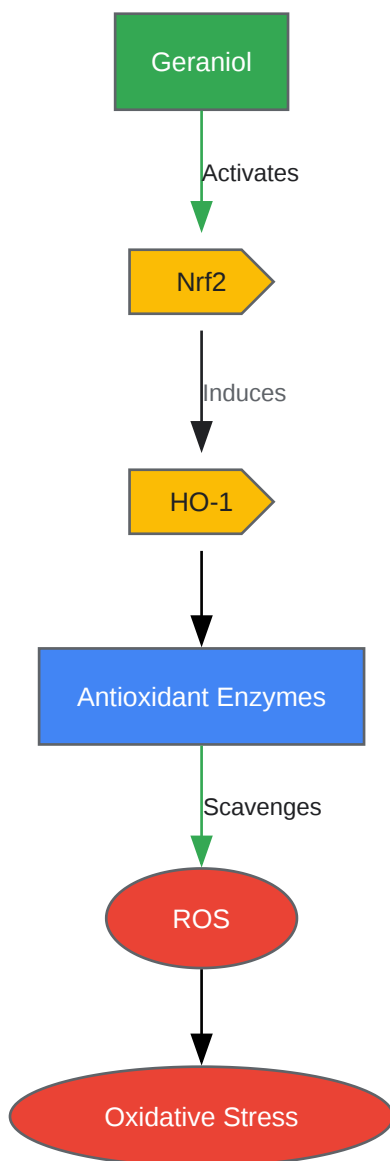 Geraniol
Activates
Nrf2
Induces
HO-1
Antioxidant Enzymes
Scavenges
ROS
Oxidative Stress